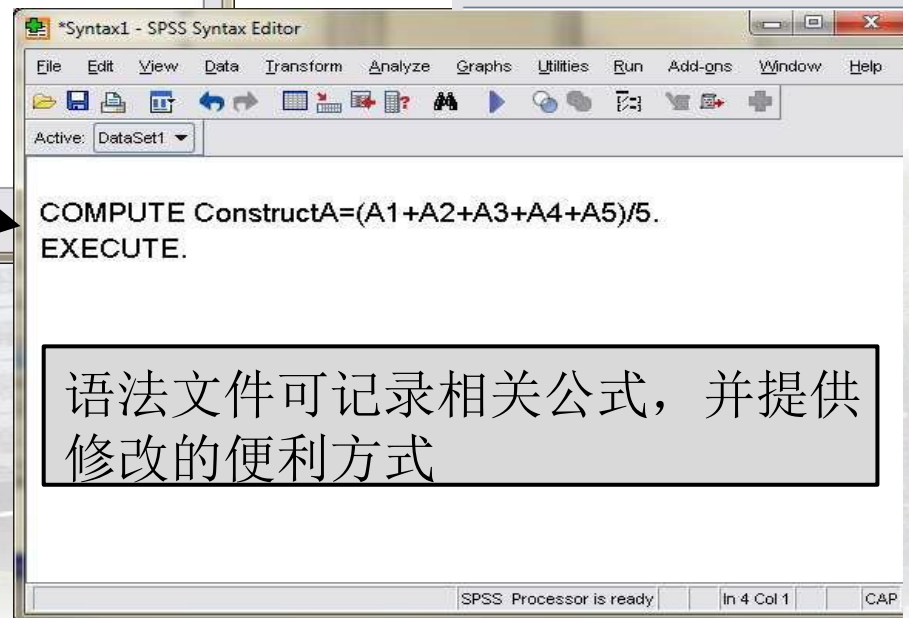 *Syntax1 - SPSS Syntax Editor
File Edit View Data Transform Analyze Graphs Utilities Run Add-ons Window Help
Active: DataSet1
COMPUTE ConstructA=(A1+A2+A3+A4+A5)/5.
EXECUTE.
语法文件可记录相关公式，并提供
修改的便利方式
SPSS Processor is ready In 4 Col 1 CAP